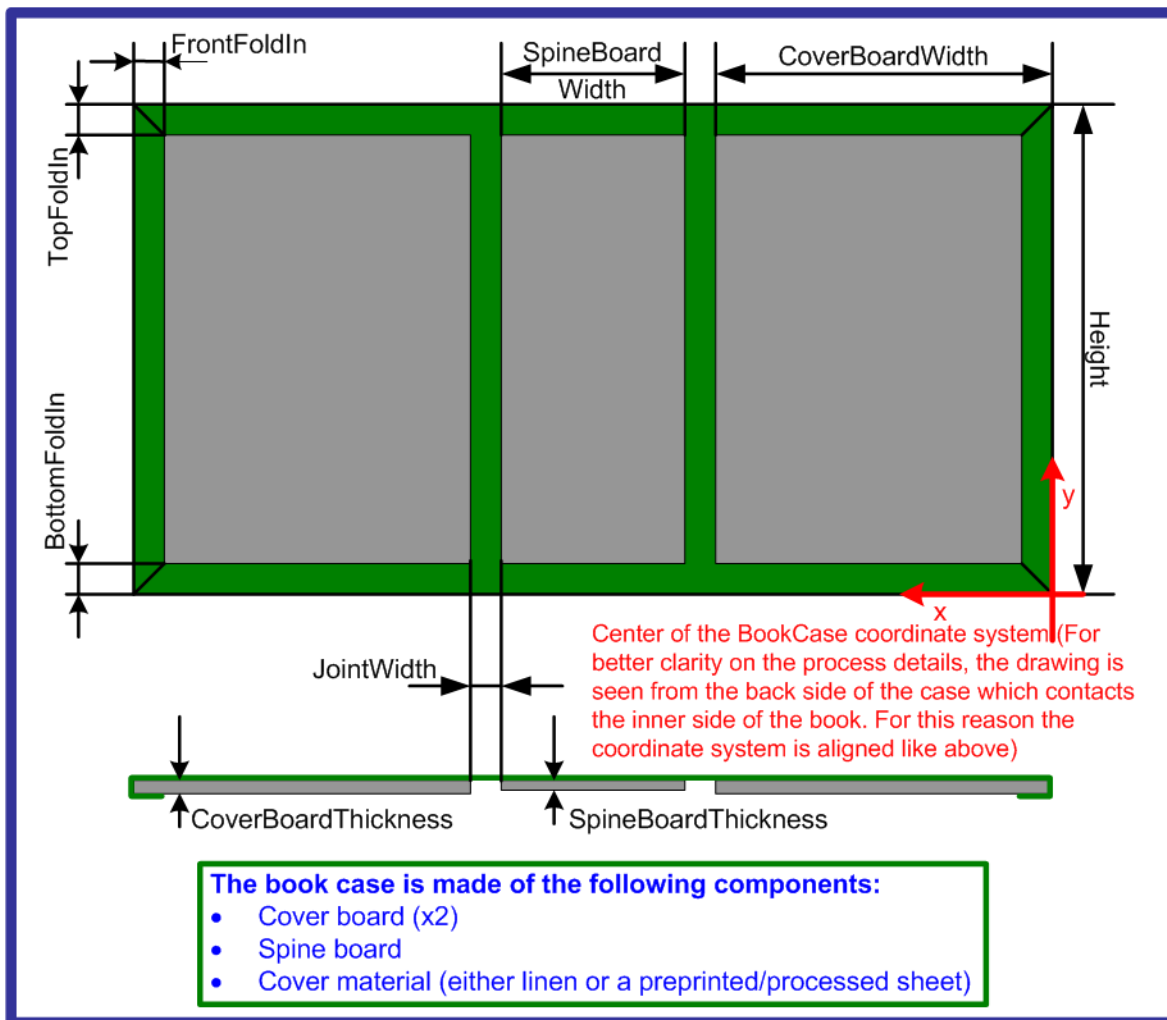 FrontFoldIn
SpineBoard
Width
CoverBoardWidth
TopFoldIn
BottomFoldIn
Height
y
x
Center of the BookCase coordinate system (For
better clarity on the process details, the drawing is
seen from the back side of the case which contacts
the inner side of the book. For this reason the
coordinate system is aligned like above)
JointWidth
CoverBoardThickness
SpineBoardThickness
The book case is made of the following components:
• Cover board (x2)
• Spine board
• Cover material (either linen or a preprinted/processed sheet)